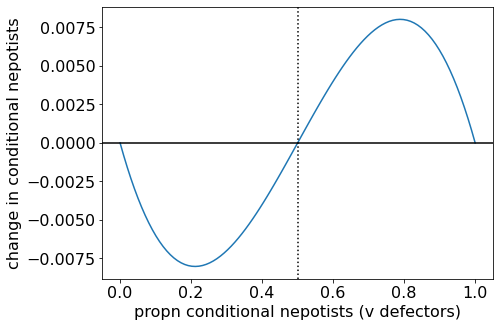 change in conditional nepotists
0.0075
0.0050
0.0025
0.0000
−0.0025
−0.0050
−0.0075
0.0 0.2 0.4 0.6 0.8 1.0
propn conditional nepotists (v defectors)